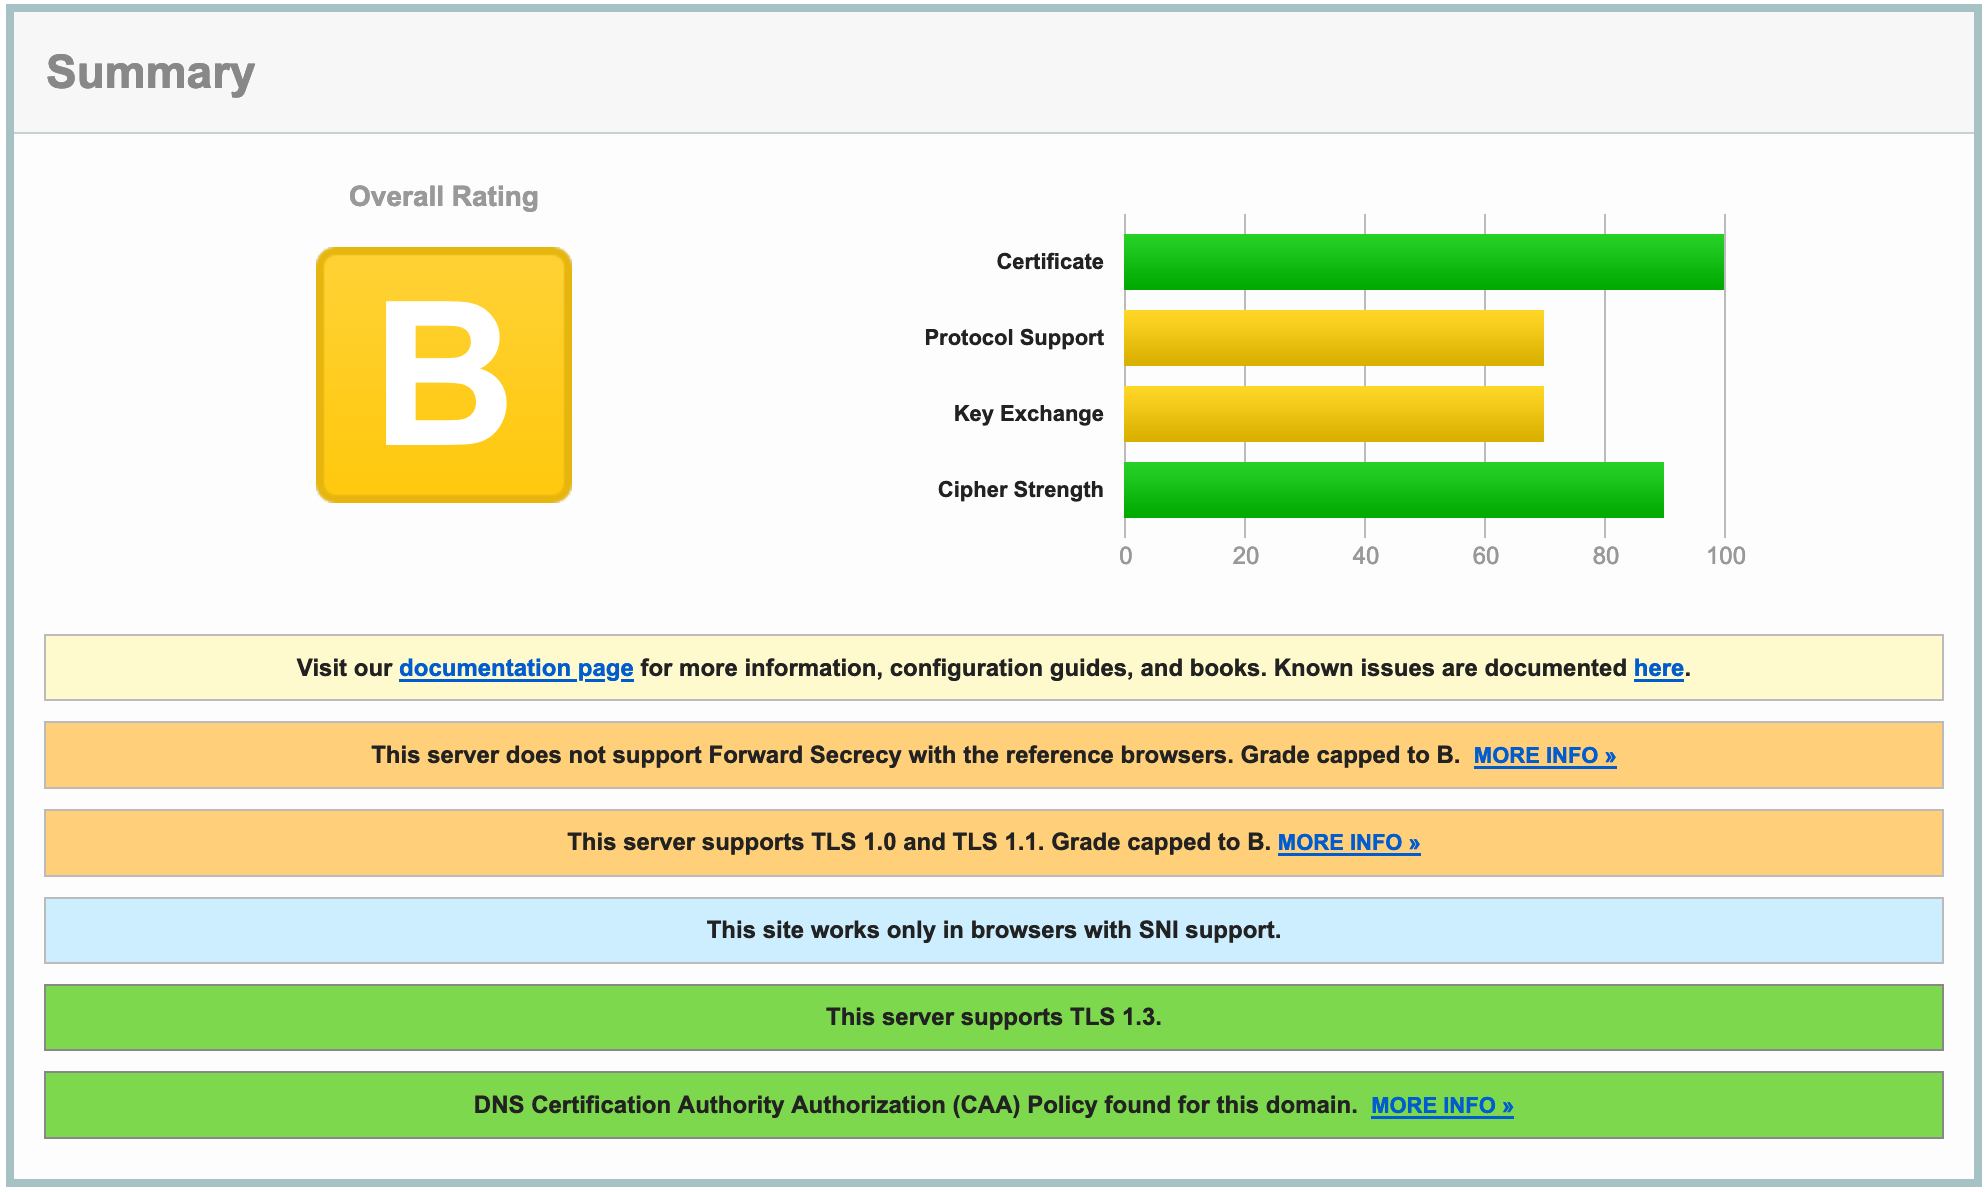 Summary
Overall Rating
B
Certificate
Protocol Support
Key Exchange
Cipher Strength
0 20 40 60 80 100
Visit our documentation page for more information, configuration guides, and books. Known issues are documented here.
This server does not support Forward Secrecy with the reference browsers. Grade capped to B. MORE INFO »
This server supports TLS 1.0 and TLS 1.1. Grade capped to B. MORE INFO »
This site works only in browsers with SNI support.
This server supports TLS 1.3.
DNS Certification Authority Authorization (CAA) Policy found for this domain. MORE INFO »